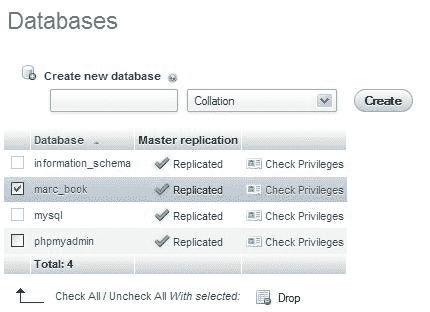 Databases
Create new database
Collation
Create
Database Master replication
information_schema Replicated Check Privileges
marc_book Replicated Check Privileges
mysql Replicated Check Privileges
phpmyadmin Replicated Check Privileges
Total: 4
Check All / Uncheck All With selected: Drop